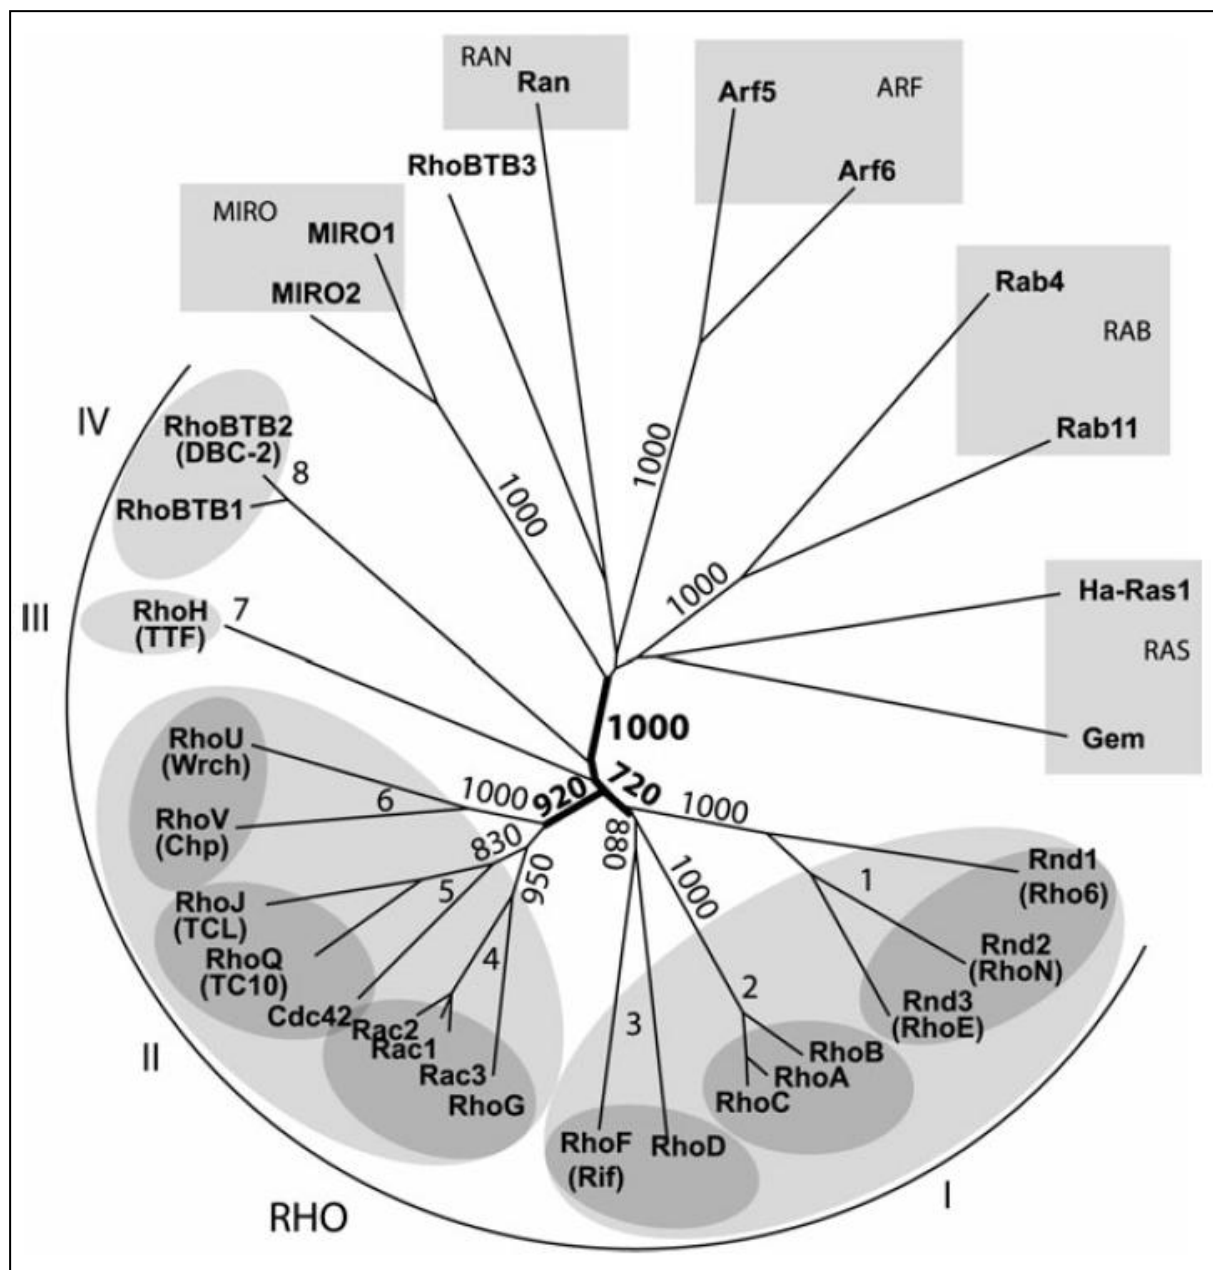 RAN
Ran
Arf5
ARF
Arf6
RhoBTB3
MIRO
MIRO1
MIRO2
Rab4
RAB
Rab11
IV
RhoBTB2
(DBC-2)
8
RhoBTB1
1000
1000
1000
Ha-Ras1
RAS
Gem
III
RhoH
(TTF)
7
1000
RhoU
(Wrch)
6
1000
920
720
1000
RhoV
(Chp)
830
880
950
1000
5
1
Rnd1
(Rho6)
RhoJ
(TCL)
RhoQ
(TC10)
4
Rnd2
(RhoN)
Cdc42
Rac2
Rac1
3
2
Rnd3
(RhoE)
II
Rac3
RhoG
RhoB
RhoA
RhoC
RhoF
(Rif)
RhoD
I
RHO